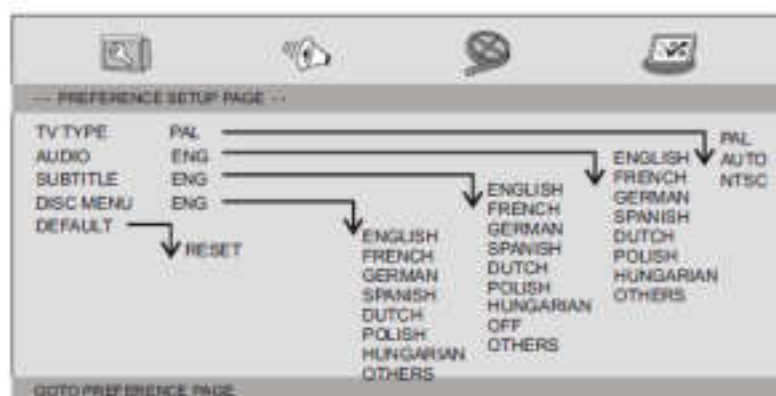 -- PREFERENCE SETUP PAGE --
TV TYPE PAL
AUDIO ENG
SUBTITLE ENG
DISC MENU ENG
DEFAULT
RESET
ENGLISH
FRENCH
GERMAN
SPANISH
DUTCH
POLISH
HUNGARIAN
OTHERS
ENGLISH
FRENCH
GERMAN
SPANISH
DUTCH
POLISH
HUNGARIAN
OFF
OTHERS
ENGLISH
FRIENCH
GERMAN
SPANISH
DUTCH
POLISH
HUNGARIAN
OTHERS
PAL
AUTO
NTSC
GOTO PREFERENCE PAGE